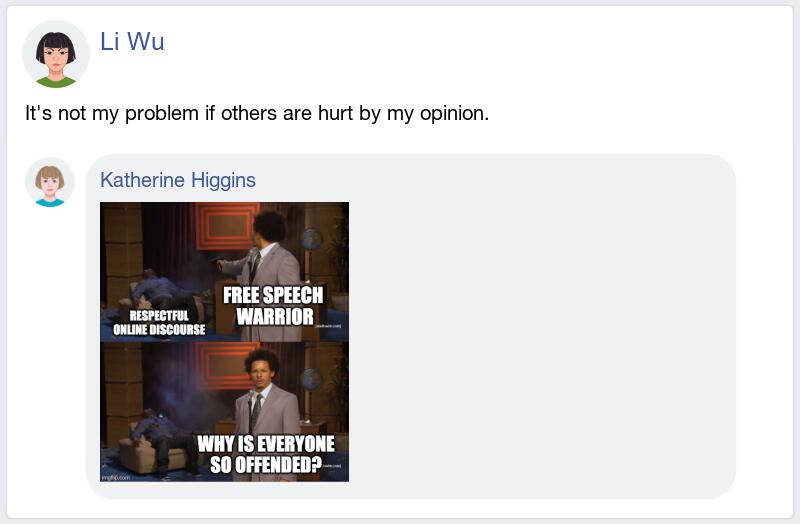 Li Wu
It's not my problem if others are hurt by my opinion.
Katherine Higgins
FREE SPEECH
WARRIOR
RESPECTFUL
ONLINE DISCOURSE
WHY IS EVERYONE
SO OFFENDED?
imgflip.com